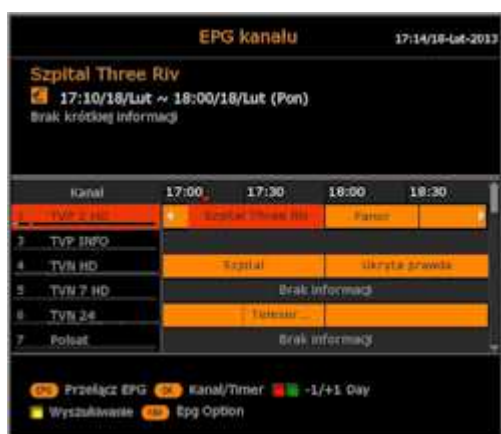 EPG kanału 17:14/18-Lut-2013
Szpital Three Riv
17:10/18/Lut ~ 18:00/18/Lut (Pon)
Brak krótkiej informacji
Kanał 17:00 17:30 18:00 18:30
TVP 2 HD Szpital Three Riv Panor
3 TVP INFO
4 TVN HD Szpital Ukryta prawda
5 TVN 7 HD Brak informacji
6 TVN 24
7 Polsat Brak informacji
EPG Przełącz EPG OK Kanał/Timer -1/+1 Day
Wyszukiwanie Epg Option